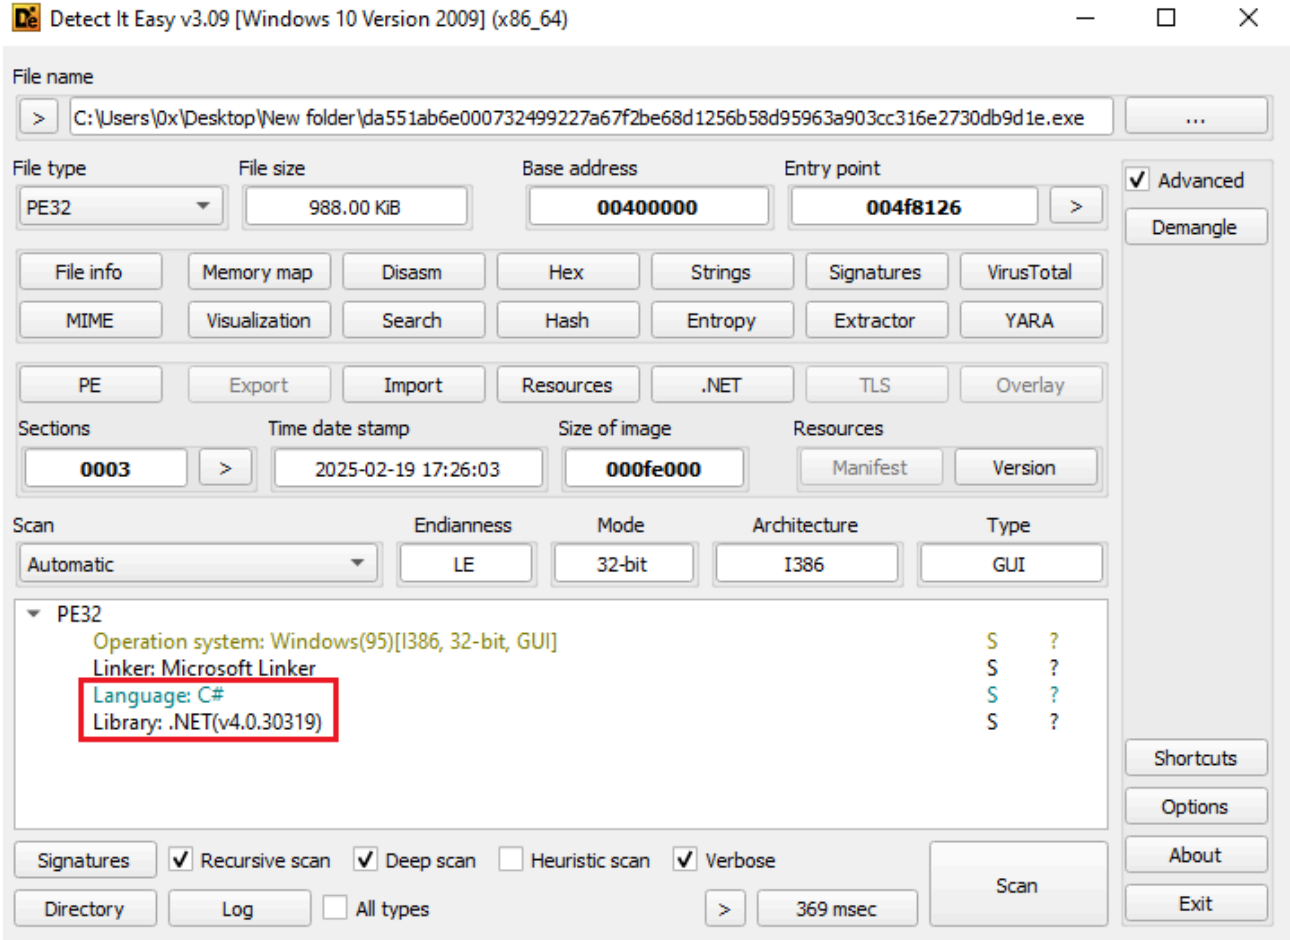 Detect It Easy v3.09 [Windows 10 Version 2009] (x86_64)
File name
> C:\Users\0x\Desktop\New folder\da551ab6e000732499227a67f2be68d1256b58d95963a903cc316e2730db9d1e.exe ...
File type File size Base address Entry point Advanced
PE32 988.00 KiB 00400000 004f8126 >
Demangle
File info Memory map Disasm Hex Strings Signatures VirusTotal
MIME Visualization Search Hash Entropy Extractor YARA
PE Export Import Resources .NET TLS Overlay
Sections Time date stamp Size of image Resources
0003 > 2025-02-19 17:26:03 000fe000 Manifest Version
Scan Endianness Mode Architecture Type
Automatic LE 32-bit I386 GUI
PE32
Operation system: Windows(95)[I386, 32-bit, GUI] S ?
Linker: Microsoft Linker S ?
Language: C# S ?
Library: .NET(v4.0.30319) S ?
Shortcuts
Options
Signatures Recursive scan Deep scan Heuristic scan Verbose About
Scan
Directory Log All types > 369 msec Exit